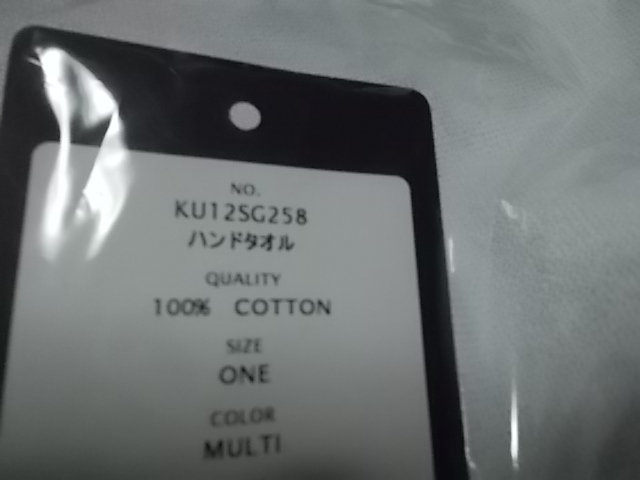 NO.
KU12SG258
ハンドタオル
QUALITY
100% COTTON
SIZE
ONE
COLOR
MULTI